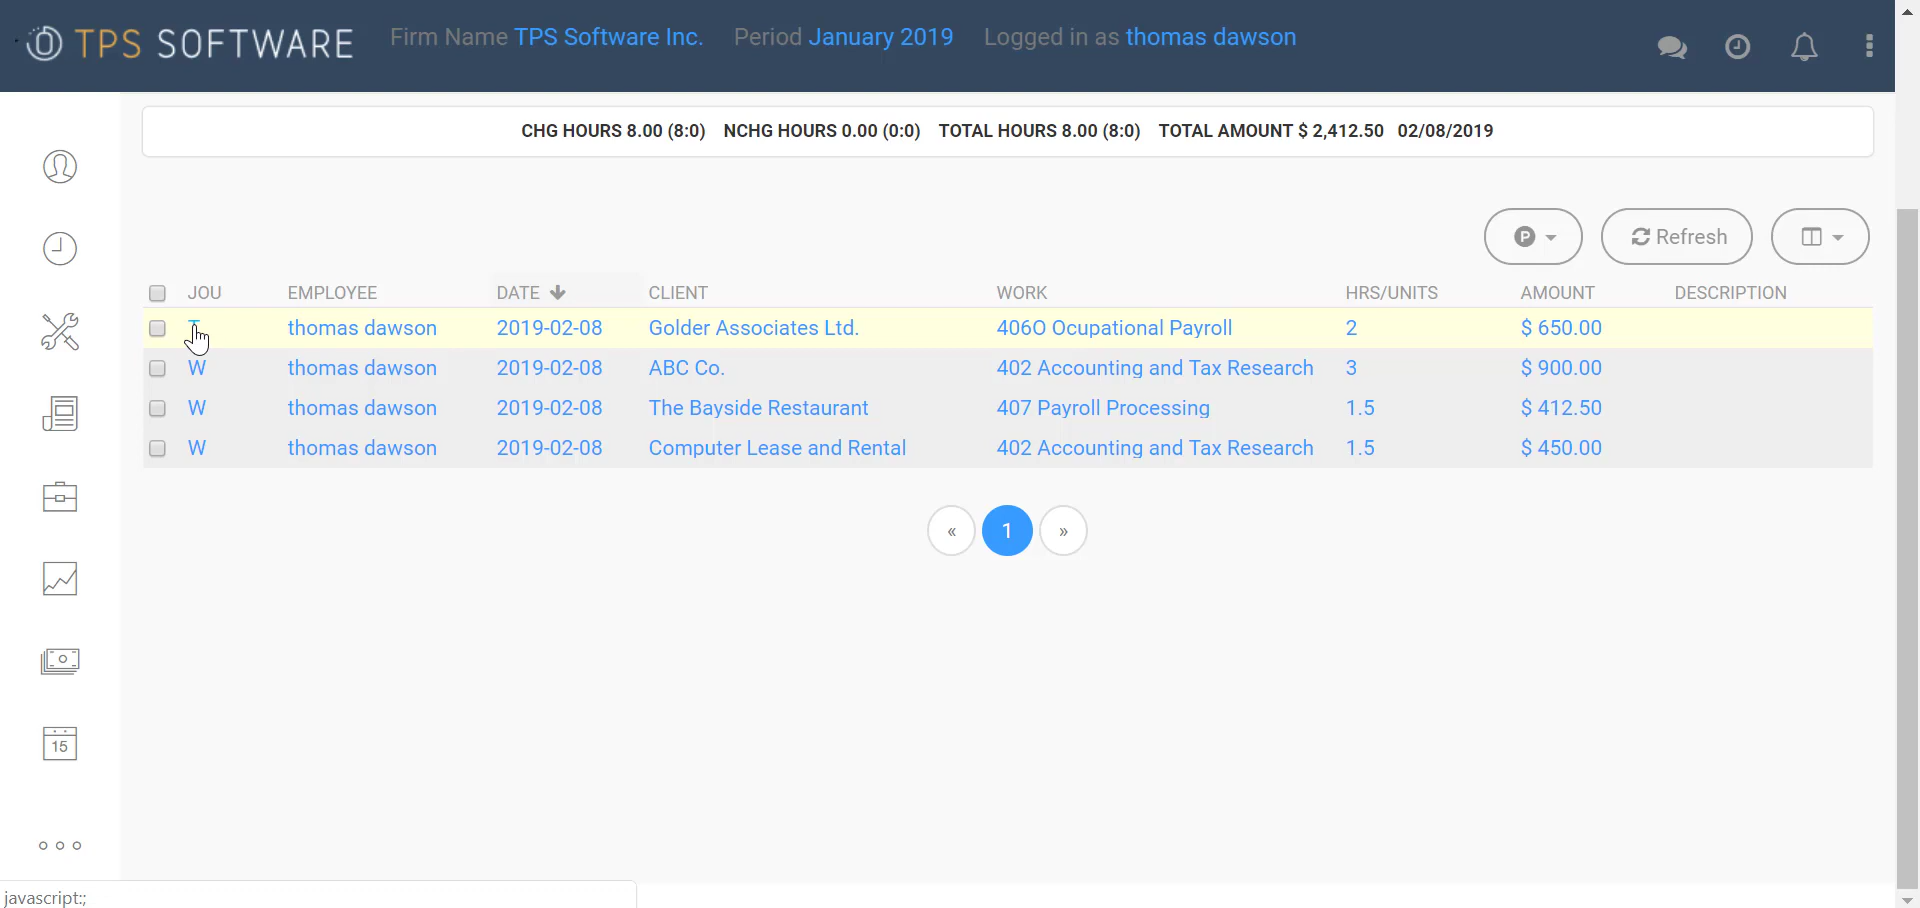 TPS SOFTWARE Firm Name TPS Software Inc. Period January 2019 Logged in as thomas dawson
CHG HOURS 8.00 (8:0) NCHG HOURS 0.00 (0:0) TOTAL HOURS 8.00 (8:0) TOTAL AMOUNT $ 2,412.50 02/08/2019
P Refresh
JOU EMPLOYEE DATE CLIENT WORK HRS/UNITS AMOUNT DESCRIPTION
thomas dawson 2019-02-08 Golder Associates Ltd. 406O Ocupational Payroll 2 $ 650.00
W thomas dawson 2019-02-08 ABC Co. 402 Accounting and Tax Research 3 $ 900.00
W thomas dawson 2019-02-08 The Bayside Restaurant 407 Payroll Processing 1.5 $ 412.50
W thomas dawson 2019-02-08 Computer Lease and Rental 402 Accounting and Tax Research 1.5 $ 450.00
« 1 »
15
javascript:;